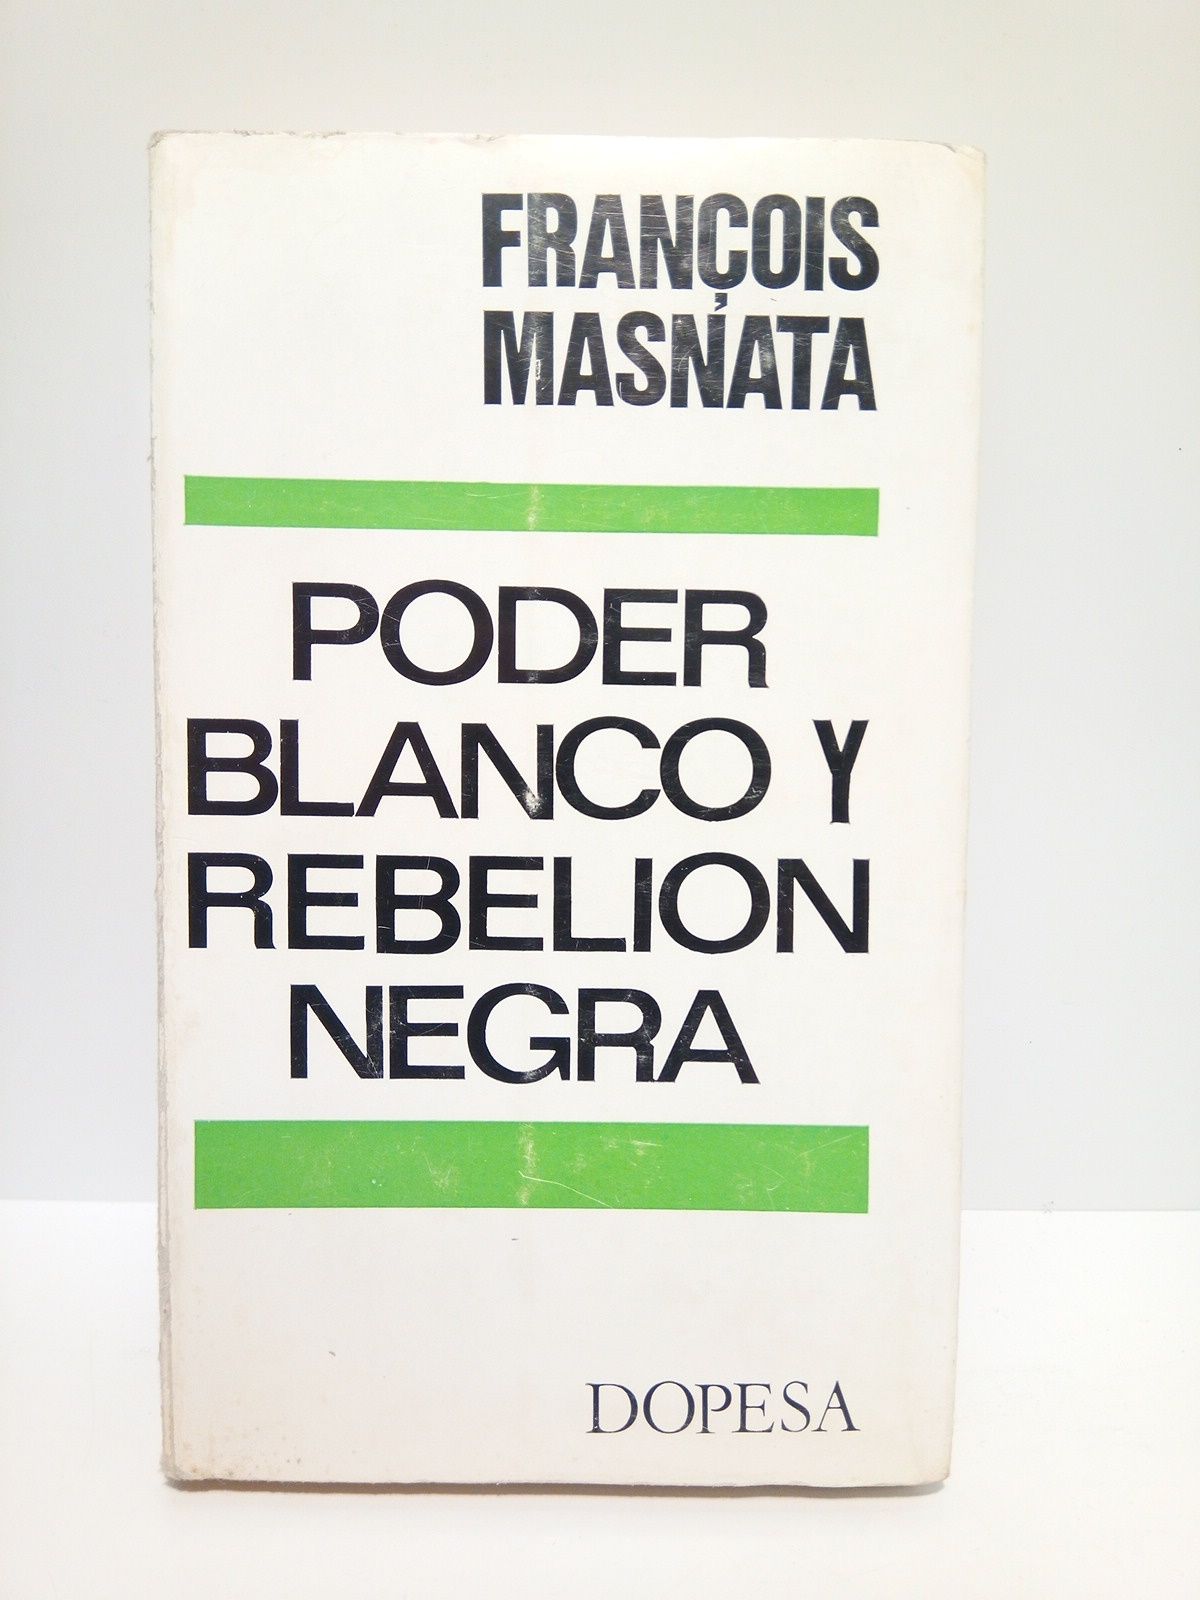 FRANÇOIS
MASNATA
PODER
BLANCO Y
REBELION
NEGRA
DOPESA